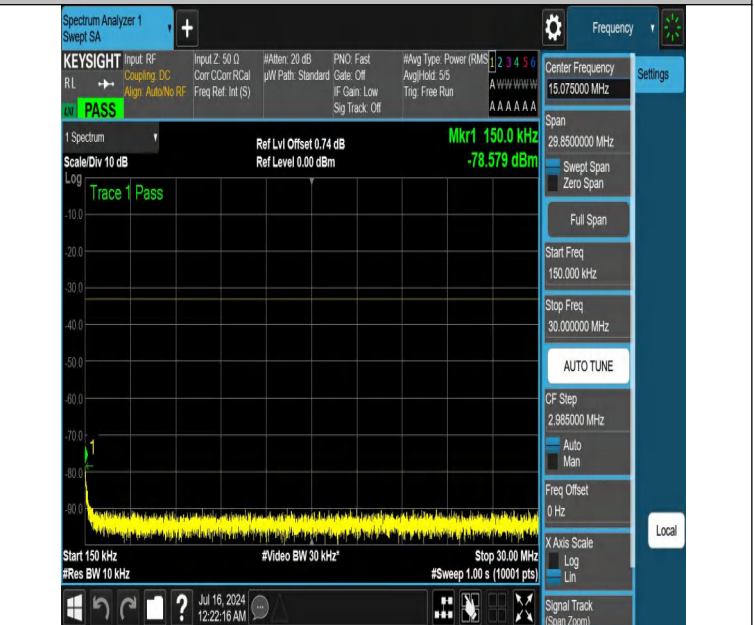 Spectrum Analyzer 1
Swept SA
+
Frequency
KEYSIGHT
RL
PASS
Input: RF
Coupling: DC
Align: Auto/No RF
Input Z: 50 Ω
Corr CCorr RCal
Freq Ref: Int (S)
#Atten: 20 dB
µW Path: Standard
PNO: Fast
Gate: Off
IF Gain: Low
Sig Track: Off
#Avg Type: Power (RMS)
Avg|Hold: 5/5
Trig: Free Run
1 2 3 4 5 6
A W W W W W
A A A A A A
1 Spectrum
Scale/Div 10 dB
Ref Lvl Offset 0.74 dB
Ref Level 0.00 dBm
Mkr1 150.0 kHz
-78.579 dBm
Log
Trace 1 Pass
-10.0
-20.0
-30.0
-40.0
-50.0
-60.0
-70.0
1
-80.0
-90.0
Start 150 kHz
#Res BW 10 kHz
#Video BW 30 kHz*
Stop 30.00 MHz
#Sweep 1.00 s (10001 pts)
?
Jul 16, 2024
12:22:16 AM
Center Frequency
15.075000 MHz
Settings
Span
29.8500000 MHz
Swept Span
Zero Span
Full Span
Start Freq
150.000 kHz
Stop Freq
30.000000 MHz
AUTO TUNE
CF Step
2.985000 MHz
Auto
Man
Freq Offset
0 Hz
X Axis Scale
Log
Lin
Local
Signal Track
(Span Zoom)